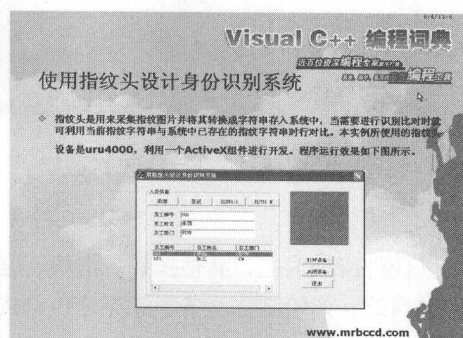 Visual C++ 编程词典
使用指纹头设计身份识别系统
指纹头是用来采集指纹图片并将其转换成字符串存入系统中，当需要进行识别比对时就
可利用当前指纹字符串与系统中已存在的指纹字符串时行对比。本实例所使用的指纹头
设备是uru4000，利用一个ActiveX组件进行开发。程序运行效果如下图所示。
人员信息
员工编号
员工姓名
员工部门
员工编号 员工姓名 员工部门
打开设备
关闭设备
退出
www.mrbccd.com